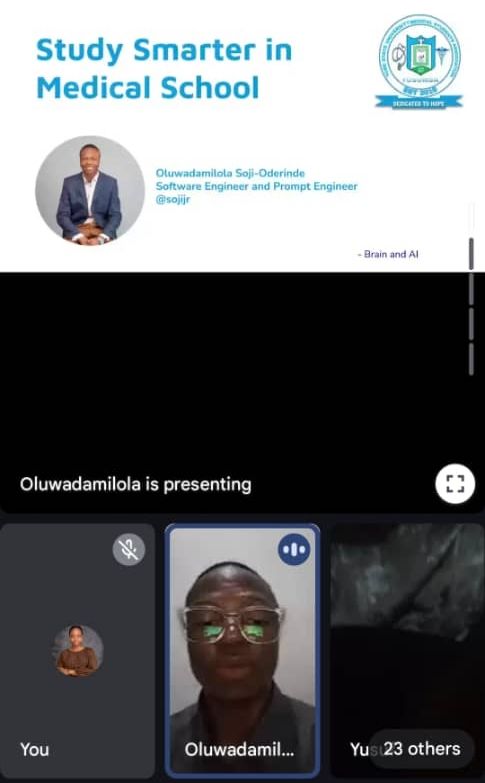 Study Smarter in
Medical School
DEDICATED TO HOPE
Oluwadamilola Soji-Oderinde
Software Engineer and Prompt Engineer
@sojijr
- Brain and AI
Oluwadamilola is presenting
You
Oluwadamil...
23 others